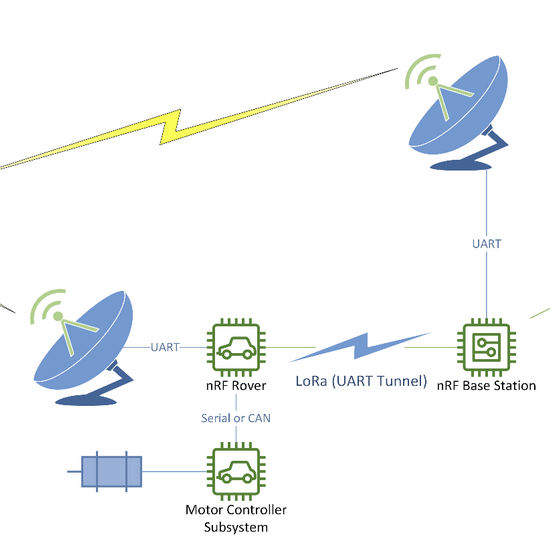 UART
UART
nRF Rover
LoRa (UART Tunnel)
nRF Base Station
Serial or CAN
Motor Controller
Subsystem